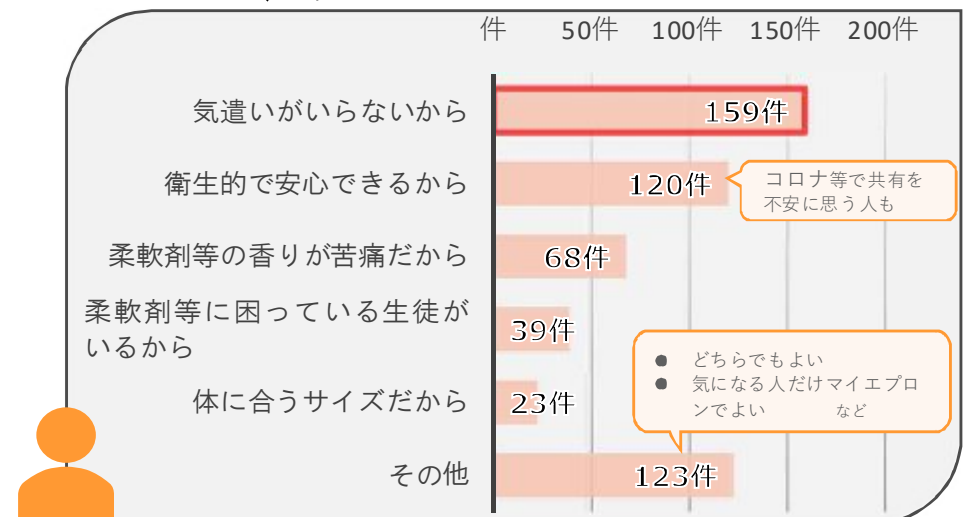 件 50件 100件 150件 200件
気遣いがいらないから 159件
衛生的で安心できるから 120件
コロナ等で共有を
不安に思う人も
柔軟剤等の香りが苦痛だから 68件
柔軟剤等に困っている生徒が
いるから 39件
● どちらでもよい
● 気になる人だけマイエプロ
ンでよい など
体に合うサイズだから 23件
その他 123件